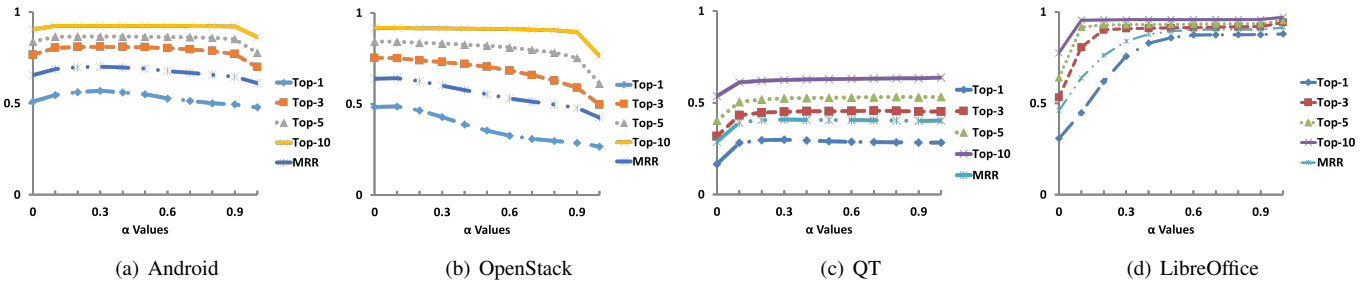 1
0.5
0
0 0.3 0.6 0.9
α Values
Top-1
Top-3
Top-5
Top-10
MRR
(a) Android
1
0.5
0
0 0.3 0.6 0.9
α Values
Top-1
Top-3
Top-5
Top-10
MRR
(b) OpenStack
1
0.5
0
0 0.3 0.6 0.9
α Values
Top-1
Top-3
Top-5
Top-10
MRR
(c) QT
1
0.5
0
0 0.3 0.6 0.9
α Values
Top-1
Top-3
Top-5
Top-10
MRR
(d) LibreOffice